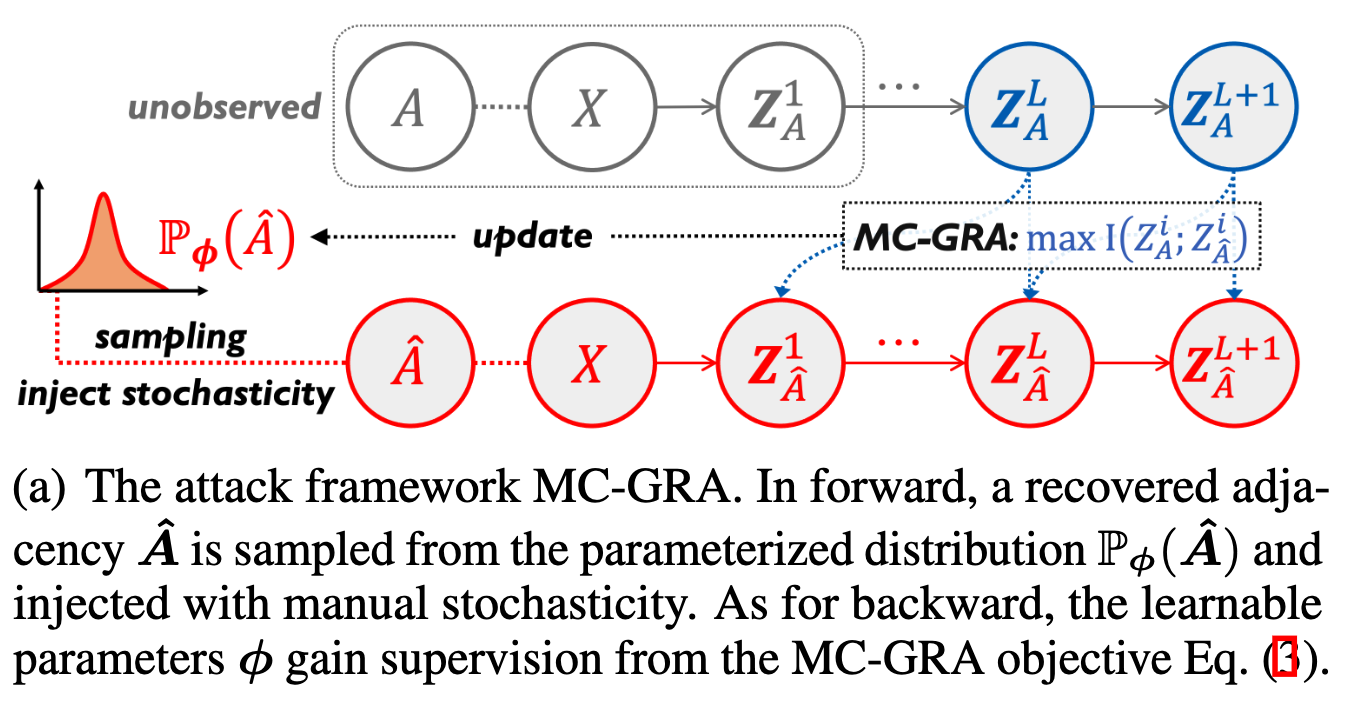 unobserved A X Z_A^1 ... Z_A^L Z_A^{L+1}
ℙ_ϕ(Â) update MC-GRA: max I(Z_A^i; Z_Â^i)
sampling
inject stochasticity Â X Z_Â^1 ... Z_Â^L Z_Â^{L+1}
(a) The attack framework MC-GRA. In forward, a recovered adja-
cency Â is sampled from the parameterized distribution ℙ_ϕ(Â) and
injected with manual stochasticity. As for backward, the learnable
parameters ϕ gain supervision from the MC-GRA objective Eq. (3).